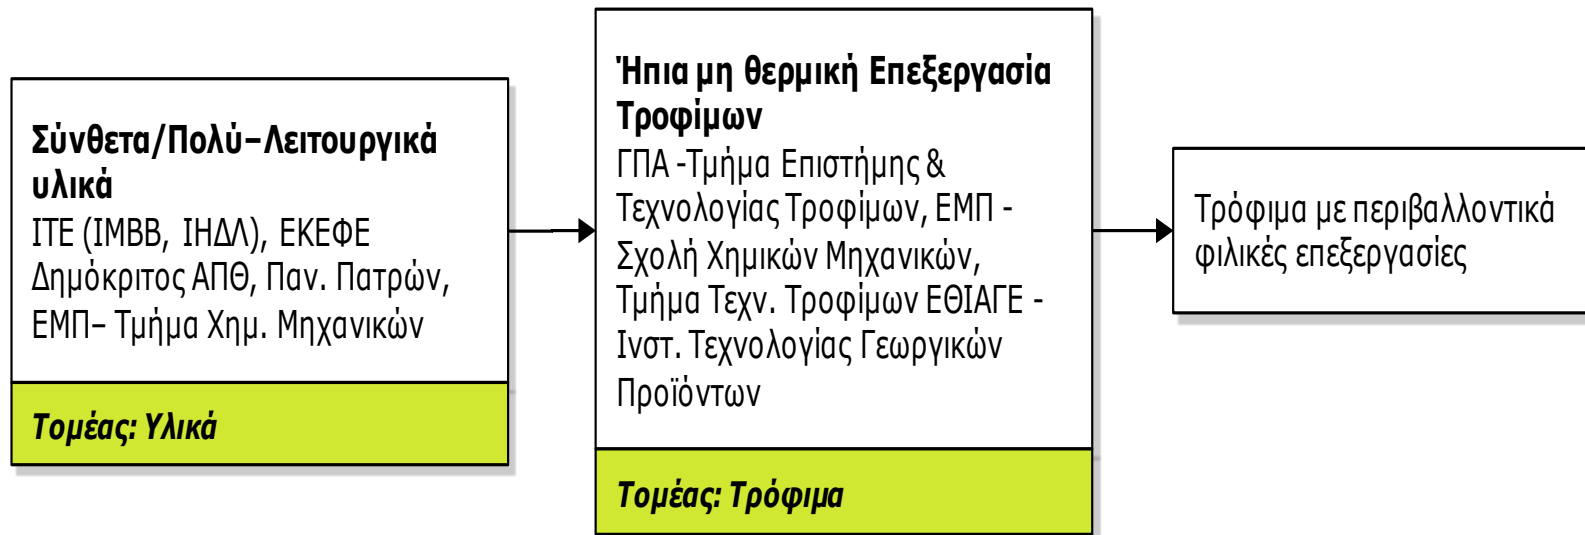 Σύνθετα/Πολύ–Λειτουργικά
υλικά
ΙΤΕ (ΙΜΒΒ, ΙΗΔΛ), ΕΚΕΦΕ
Δημόκριτος ΑΠΘ, Παν. Πατρών,
ΕΜΠ– Τμήμα Χημ. Μηχανικών
Τομέας: Υλικά
Ήπια μη θερμική Επεξεργασία
Τροφίμων
ΓΠΑ -Τμήμα Επιστήμης &
Τεχνολογίας Τροφίμων, ΕΜΠ -
Σχολή Χημικών Μηχανικών,
Τμήμα Τεχν. Τροφίμων ΕΘΙΑΓΕ -
Ινστ. Τεχνολογίας Γεωργικών
Προϊόντων
Τομέας: Τρόφιμα
Τρόφιμα με περιβαλλοντικά
φιλικές επεξεργασίες